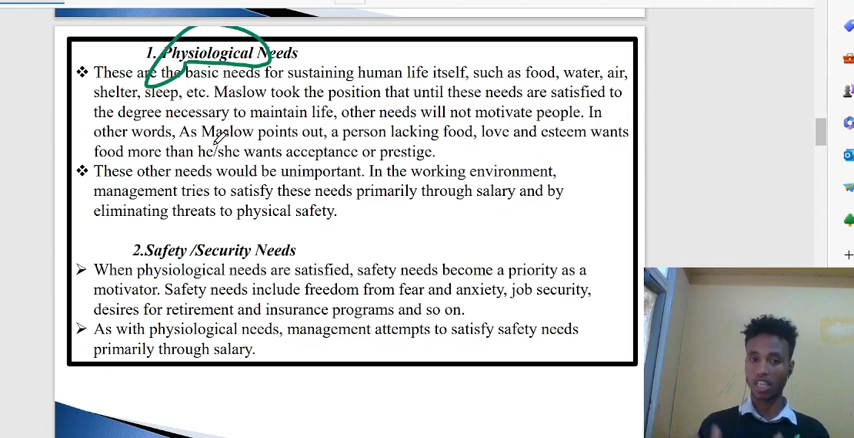 1. Physiological Needs
❖ These are the basic needs for sustaining human life itself, such as food, water, air,
shelter, sleep, etc. Maslow took the position that until these needs are satisfied to
the degree necessary to maintain life, other needs will not motivate people. In
other words, As Maslow points out, a person lacking food, love and esteem wants
food more than he/she wants acceptance or prestige.
❖ These other needs would be unimportant. In the working environment,
management tries to satisfy these needs primarily through salary and by
eliminating threats to physical safety.
2.Safety /Security Needs
➢ When physiological needs are satisfied, safety needs become a priority as a
motivator. Safety needs include freedom from fear and anxiety, job security,
desires for retirement and insurance programs and so on.
➢ As with physiological needs, management attempts to satisfy safety needs
primarily through salary.